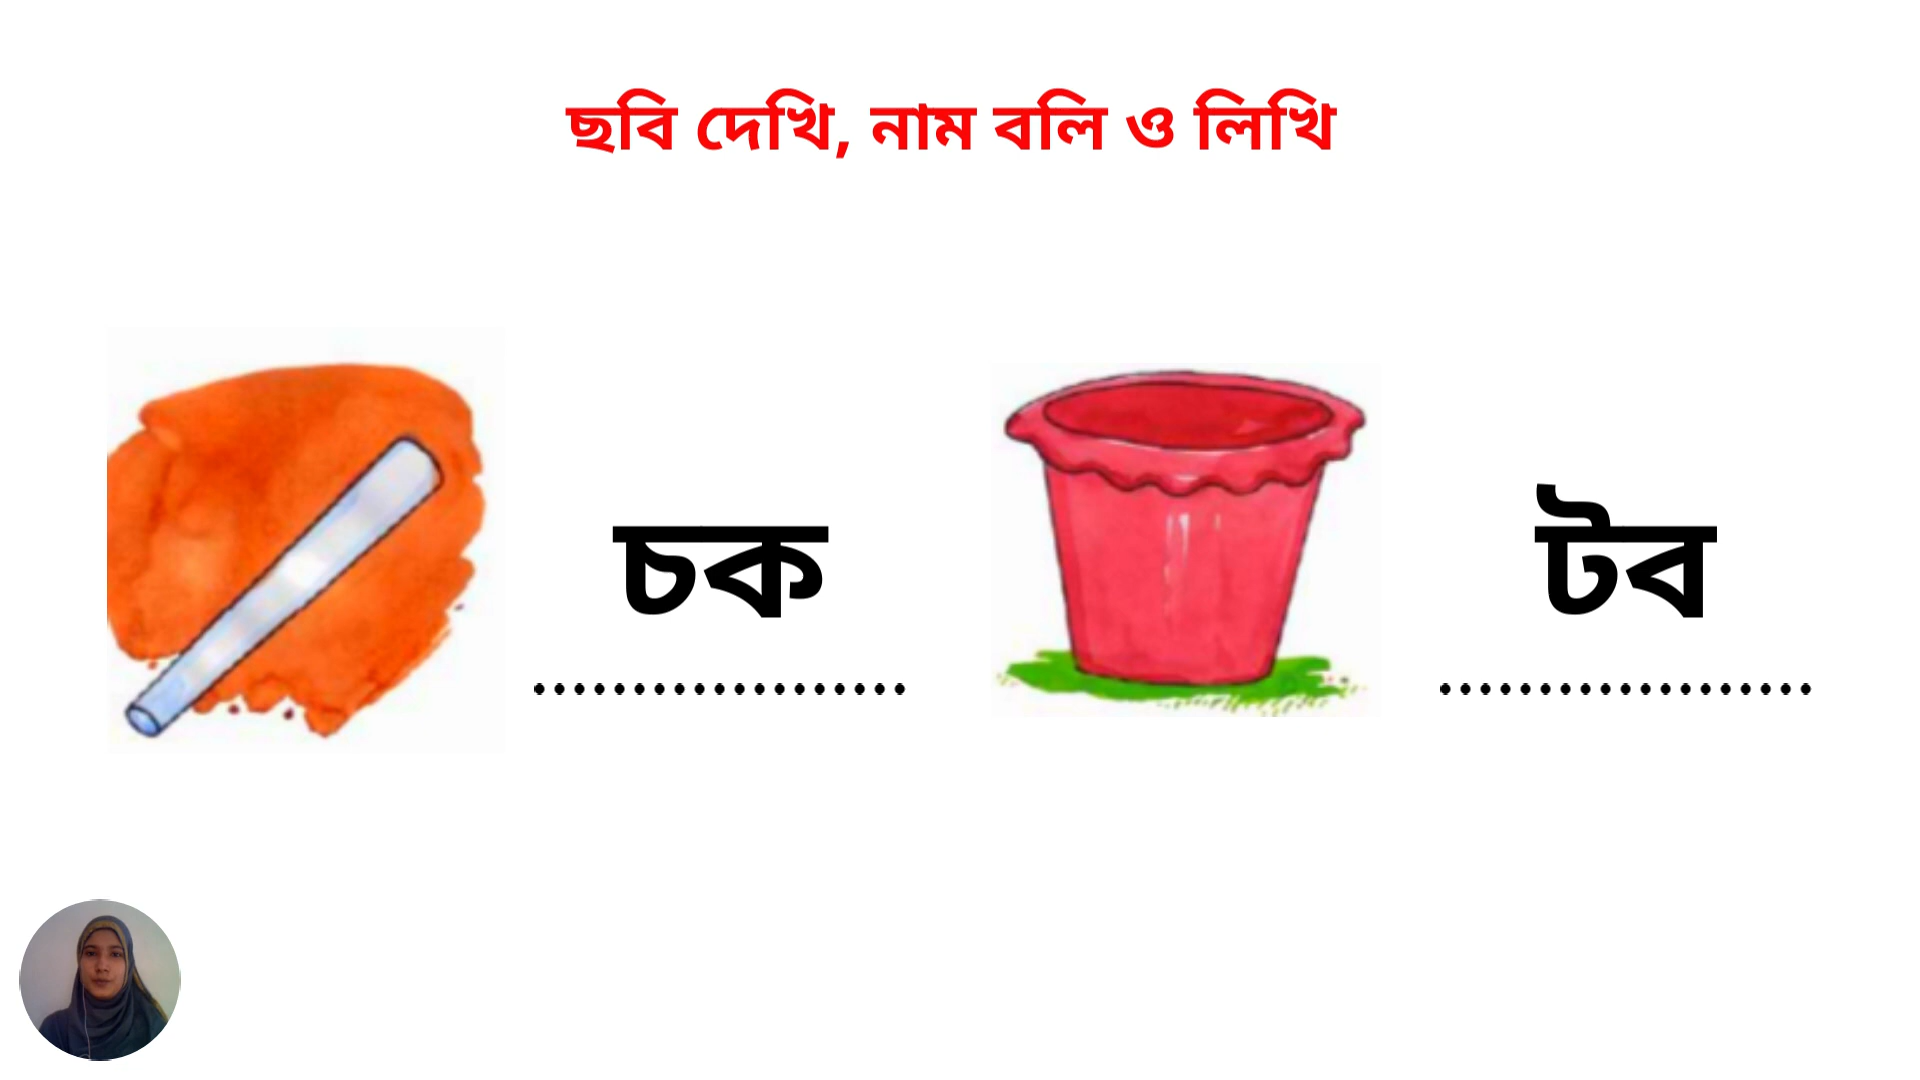 ছবি দেখি, নাম বলি ও লিখি
চক
টব